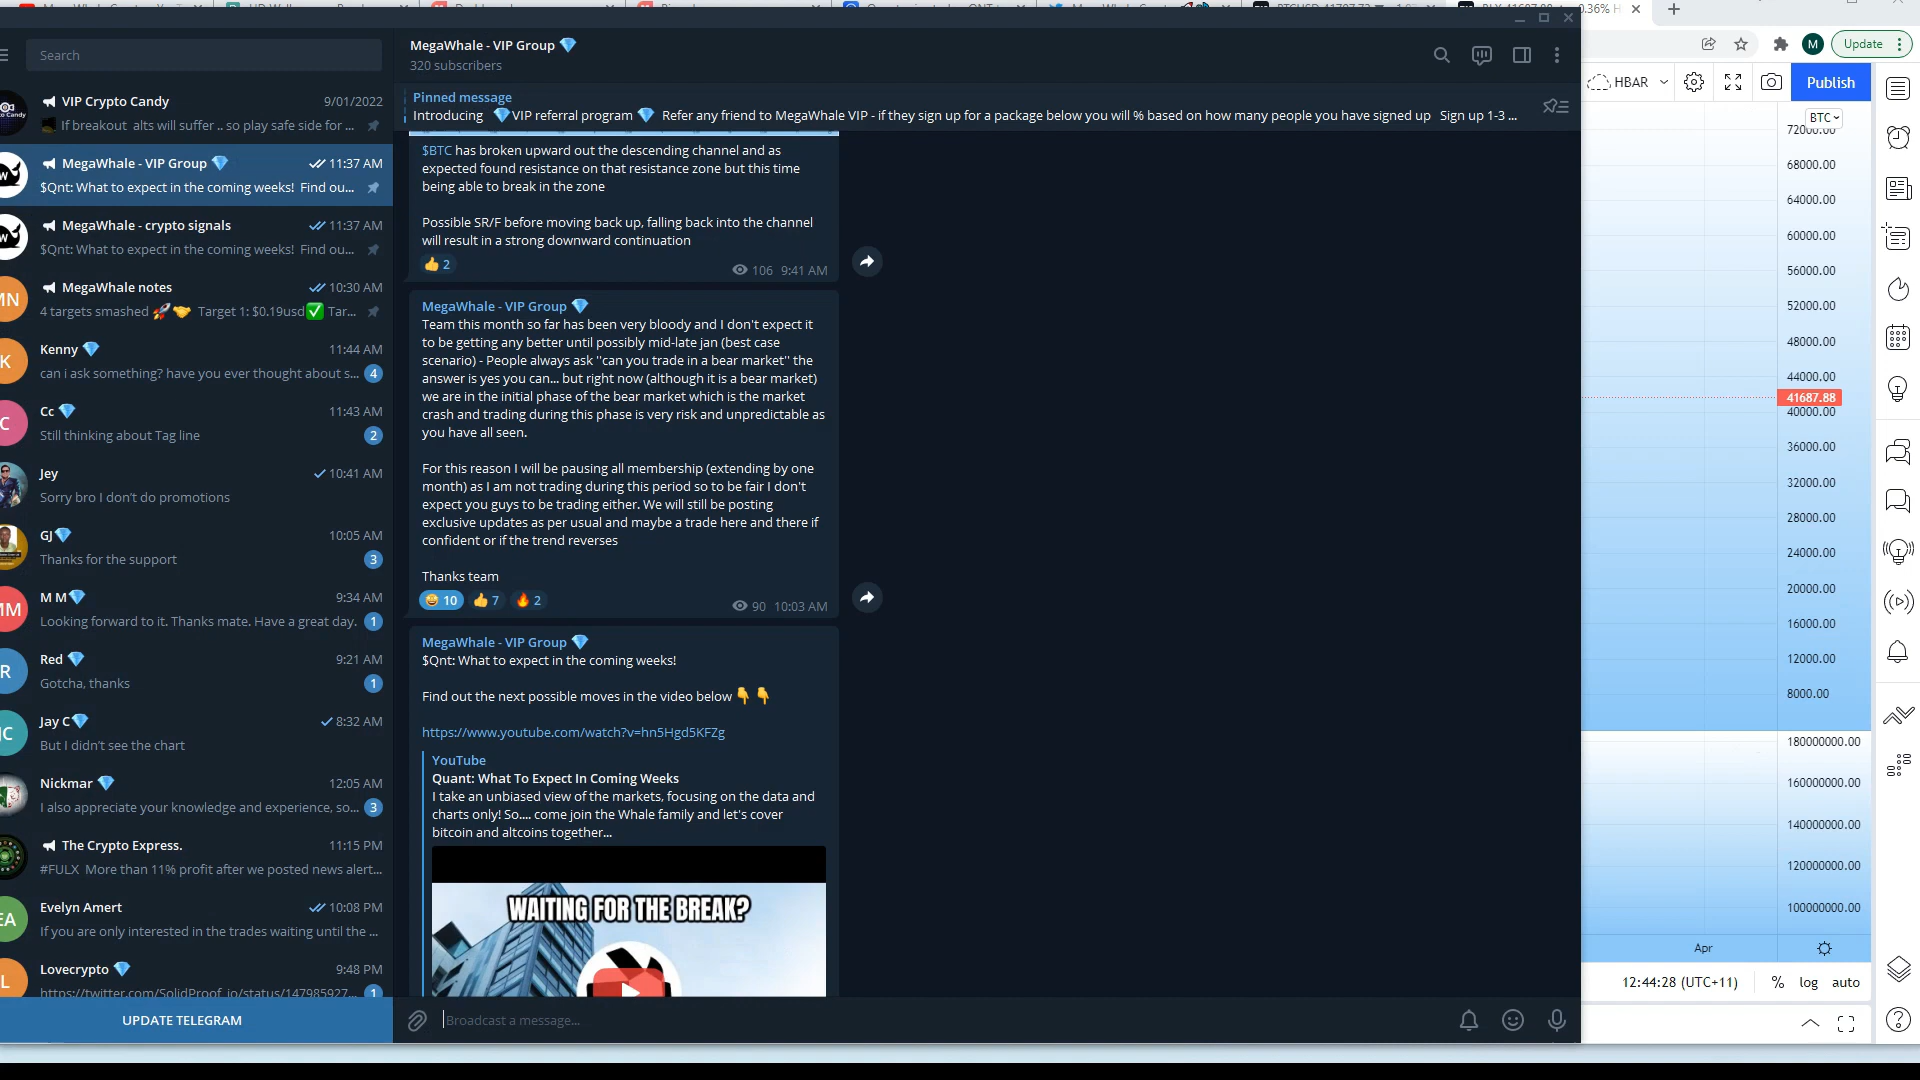 0.36%
Update
M
Search
MegaWhale - VIP Group 💎
320 subscribers
Pinned message
Introducing 💎VIP referral program 💎 Refer any friend to MegaWhale VIP - if they sign up for a package below you will % based on how many people you have signed up Sign up 1-3 ...
VIP Crypto Candy 9/01/2022
If breakout alts will suffer .. so play safe side for ...
MegaWhale - VIP Group 💎 11:37 AM
$Qnt: What to expect in the coming weeks! Find ou...
MegaWhale - crypto signals 11:37 AM
$Qnt: What to expect in the coming weeks! Find ou...
MN
MegaWhale notes 10:30 AM
4 targets smashed 🚀🤝 Target 1: $0.19usd✅ Tar...
K
Kenny 💎 11:44 AM
can i ask something? have you ever thought about s... 4
C
Cc 💎 11:43 AM
Still thinking about Tag line 2
Jey 10:41 AM
Sorry bro I don't do promotions
GJ💎 10:05 AM
Thanks for the support 3
MM
M M💎 9:34 AM
Looking forward to it. Thanks mate. Have a great day. 1
R
Red 💎 9:21 AM
Gotcha, thanks 1
JC
Jay C💎 8:32 AM
But I didn't see the chart
Nickmar 💎 12:05 AM
I also appreciate your knowledge and experience, so... 3
The Crypto Express. 11:15 PM
#FULX More than 11% profit after we posted news alert...
EA
Evelyn Amert 10:08 PM
If you are only interested in the trades waiting until the ...
L
Lovecrypto 💎 9:48 PM
https://twitter.com/SolidProof_io/status/147985927... 1
UPDATE TELEGRAM
$BTC has broken upward out the descending channel and as
expected found resistance on that resistance zone but this time
being able to break in the zone
Possible SR/F before moving back up, falling back into the channel
will result in a strong downward continuation
👍 2
106 9:41 AM
MegaWhale - VIP Group 💎
Team this month so far has been very bloody and I don't expect it
to be getting any better until possibly mid-late jan (best case
scenario) - People always ask "can you trade in a bear market" the
answer is yes you can... but right now (although it is a bear market)
we are in the initial phase of the bear market which is the market
crash and trading during this phase is very risk and unpredictable as
you have all seen.
For this reason I will be pausing all membership (extending by one
month) as I am not trading during this period so to be fair I don't
expect you guys to be trading either. We will still be posting
exclusive updates as per usual and maybe a trade here and there if
confident or if the trend reverses
Thanks team
10 👍 7 🔥 2
90 10:03 AM
MegaWhale - VIP Group 💎
$Qnt: What to expect in the coming weeks!
Find out the next possible moves in the video below👇👇
https://www.youtube.com/watch?v=hn5Hgd5KFZg
YouTube
Quant: What To Expect In Coming Weeks
I take an unbiased view of the markets, focusing on the data and
charts only! So.... come join the Whale family and let's cover
bitcoin and altcoins together...
WAITING FOR THE BREAK?
Broadcast a message...
HBAR
Publish
BTC
72000.00
68000.00
64000.00
60000.00
56000.00
52000.00
48000.00
44000.00
41687.88
40000.00
36000.00
32000.00
28000.00
24000.00
20000.00
16000.00
12000.00
8000.00
180000000.00
160000000.00
140000000.00
120000000.00
100000000.00
Apr
12:44:28 (UTC+11) % log auto